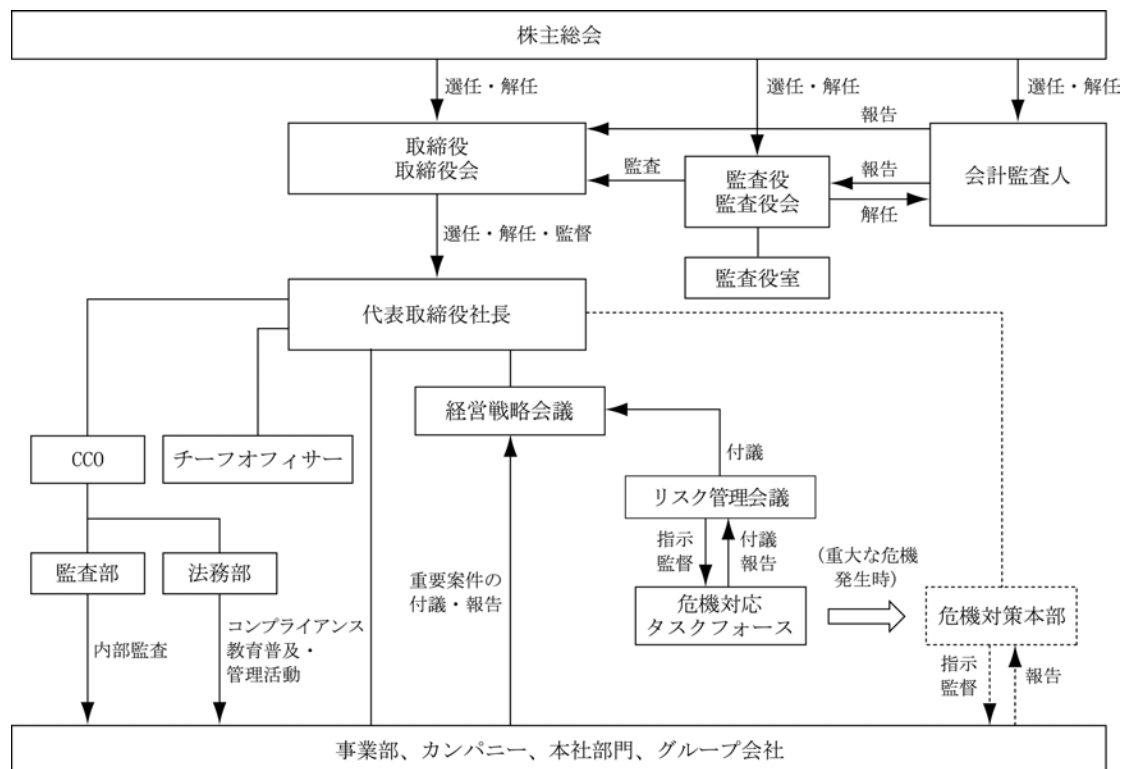 株主総会
選任・解任
選任・解任
選任・解任
報告
取締役
取締役会
監査
監査役
監査役会
報告
解任
会計監査人
選任・解任・監督
監査役室
代表取締役社長
経営戦略会議
CCO
チーフオフィサー
付議
リスク管理会議
指示
監督
付議
報告
(重大な危機
発生時)
監査部
法務部
重要案件の
付議・報告
危機対応
タスクフォース
危機対策本部
内部監査
コンプライアンス
教育普及・
管理活動
指示
監督
報告
事業部、カンパニー、本社部門、グループ会社